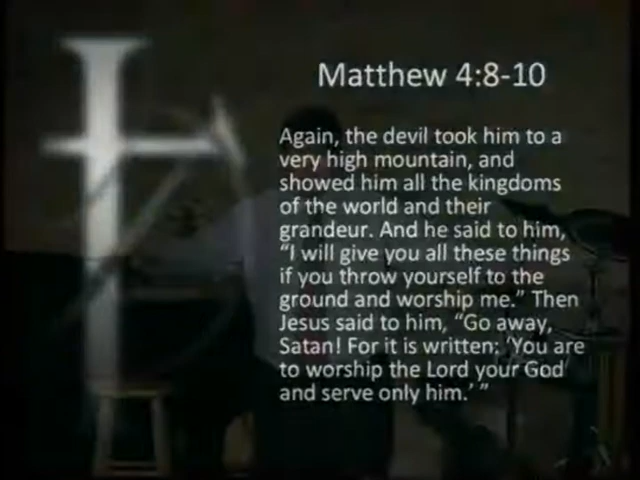 Matthew 4:8-10
Again, the devil took him to a
very high mountain, and
showed him all the kingdoms
of the world and their
grandeur. And he said to him,
“I will give you all these things
if you throw yourself to the
ground and worship me.” Then
Jesus said to him, “Go away,
Satan! For it is written: ‘You are
to worship the Lord your God
and serve only him.’ ”